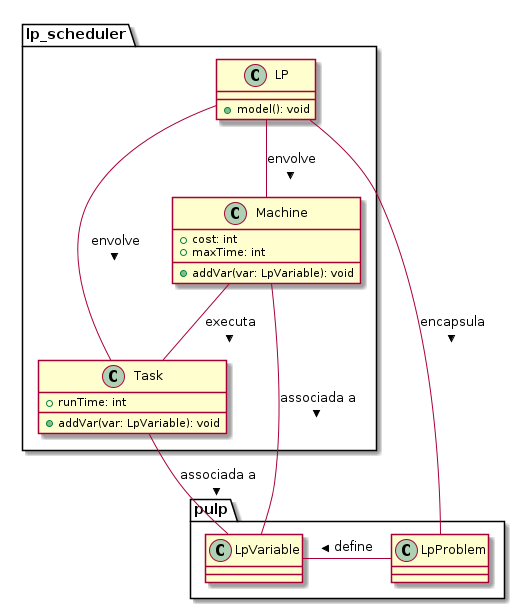 lp_scheduler
C LP
model(): void
envolve
C Machine
cost: int
maxTime: int
addVar(var: LpVariable): void
envolve
executa
encapsula
C Task
runTime: int
addVar(var: LpVariable): void
associada a
associada a
pulp
C LpVariable
define
C LpProblem